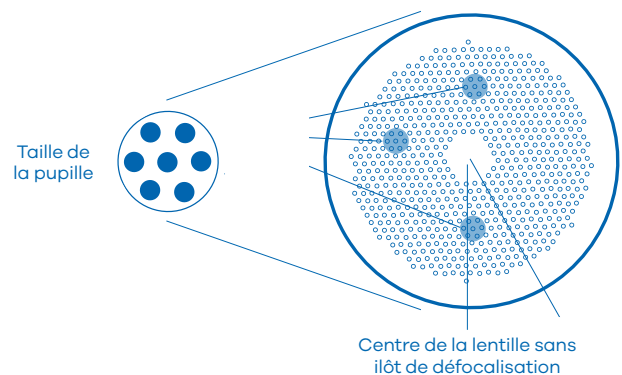 Taille de
la pupille
Centre de la lentille sans
ilôt de défocalisation